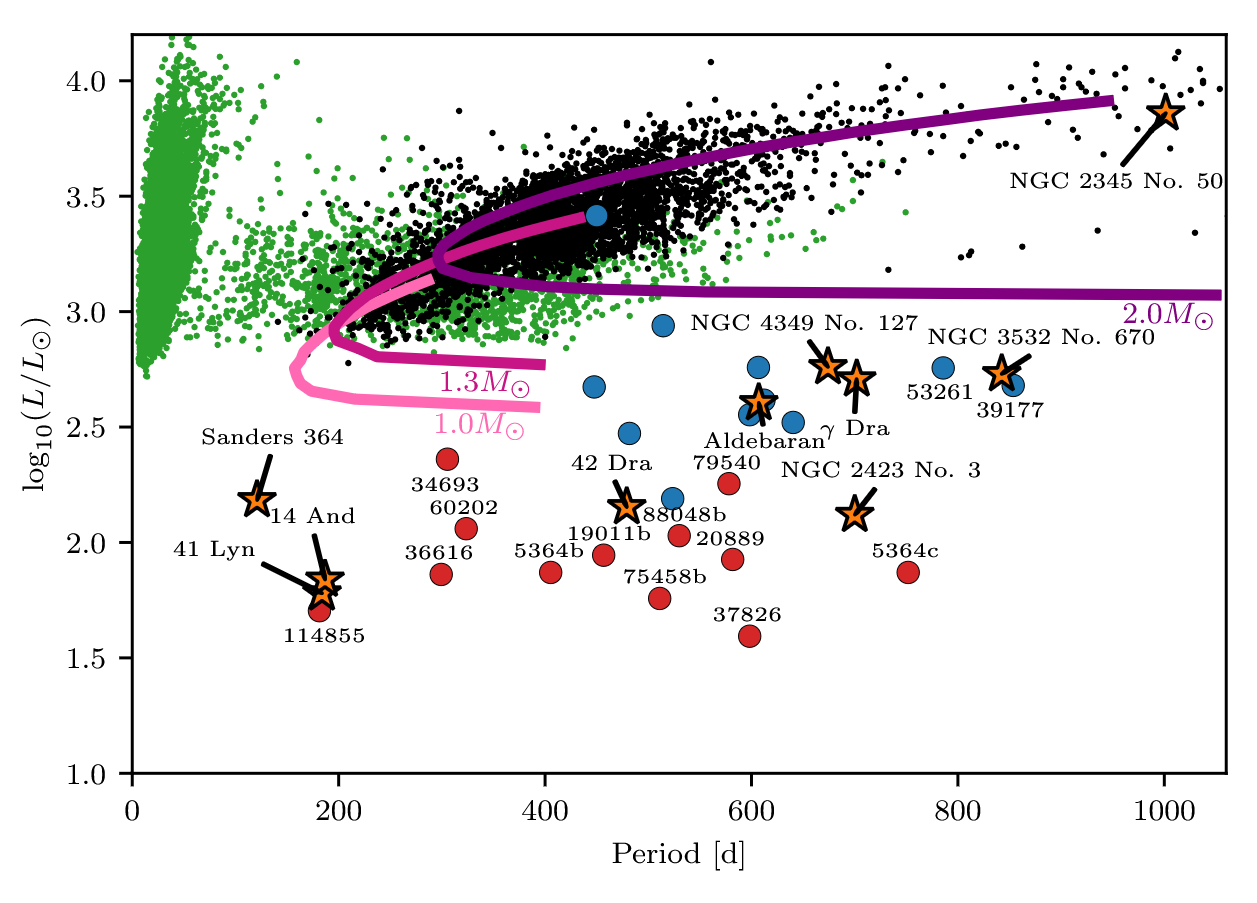 4.0
3.5
3.0
2.5
2.0
1.5
1.0
log₁₀(L/L☉)
NGC 2345 No. 50
2.0M☉
NGC 4349 No. 127
NGC 3532 No. 670
1.3M☉
53261
39177
1.0M☉
γ Dra
Aldebaran
Sanders 364
42 Dra
79540
NGC 2423 No. 3
34693
60202
14 And
88048b
19011b
20889
41 Lyn
36616
5364b
5364c
75458b
37826
114855
0
200
400
600
800
1000
Period [d]